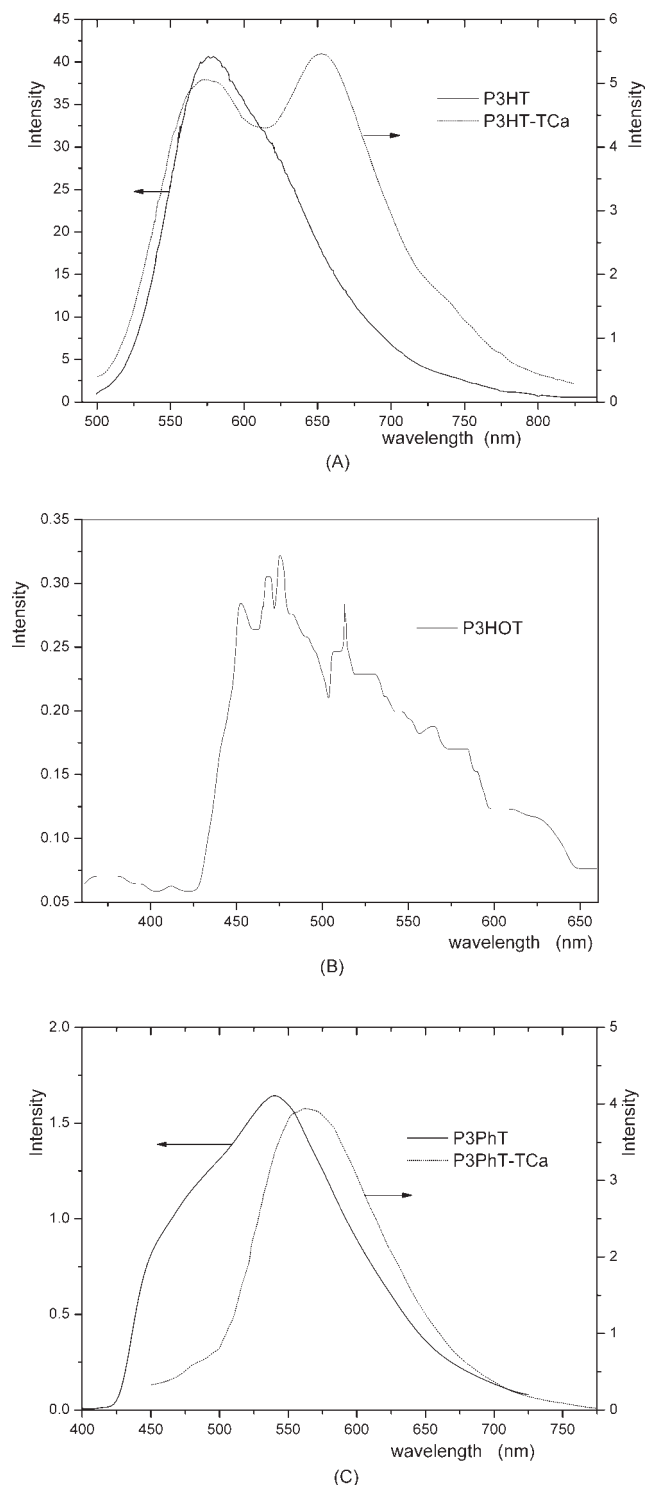 45
40
35
30
25
20
15
10
5
0
Intensity
6
5
4
3
2
1
0
Intensity
P3HT
P3HT-TCa
500 550 600 650 700 750 800
wavelength (nm)
(A)
0.35
0.30
0.25
0.20
0.15
0.10
0.05
Intensity
P3HOT
400 450 500 550 600 650
wavelength (nm)
(B)
2.0
1.5
1.0
0.5
0.0
Intensity
5
4
3
2
1
0
Intensity
P3PhT
P3PhT-TCa
400 450 500 550 600 650 700 750
wavelength (nm)
(C)